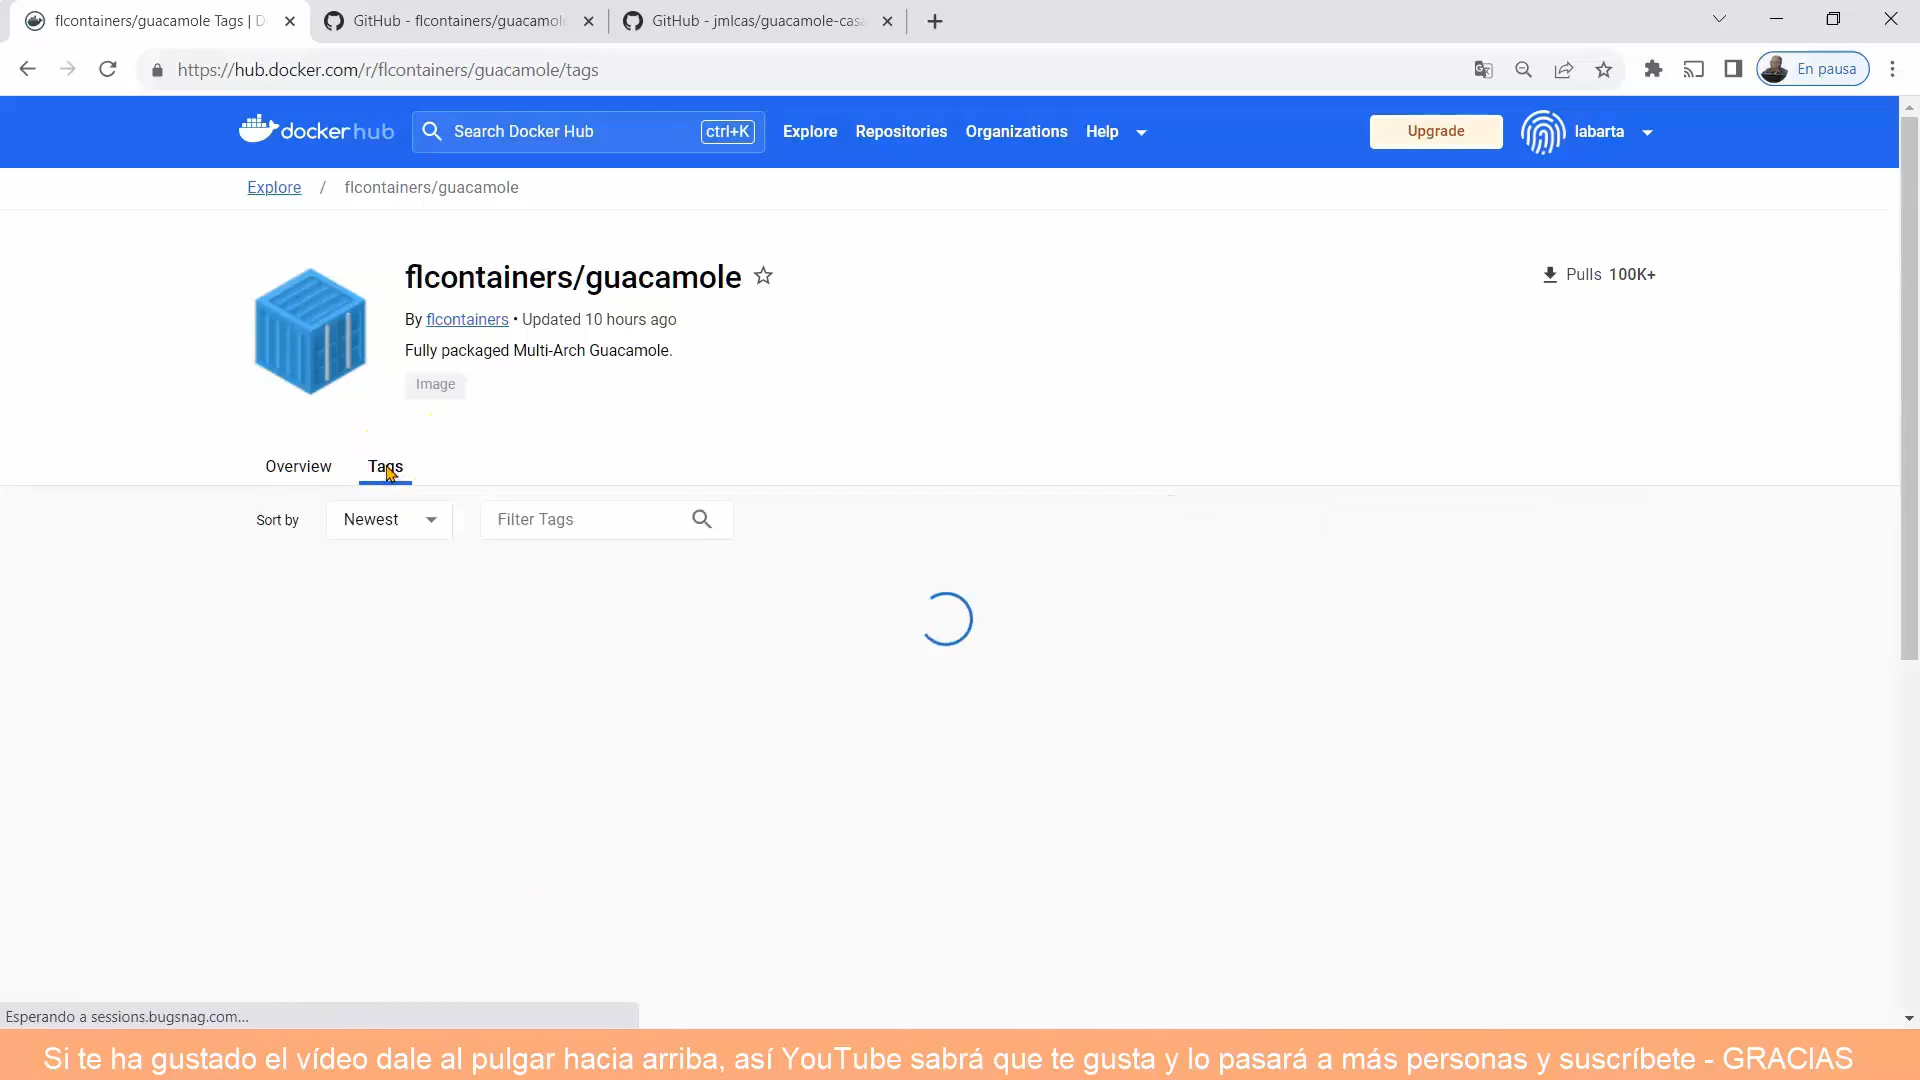 flcontainers/guacamole Tags | D
GitHub - flcontainers/guacamole
GitHub - jmlcas/guacamole-casa
https://hub.docker.com/r/flcontainers/guacamole/tags
En pausa
docker hub
Search Docker Hub
ctrl+K
Explore
Repositories
Organizations
Help
Upgrade
labarta
Explore / flcontainers/guacamole
flcontainers/guacamole
Pulls 100K+
By flcontainers • Updated 10 hours ago
Fully packaged Multi-Arch Guacamole.
Image
Overview
Tags
Sort by
Newest
Filter Tags
Esperando a sessions.bugsnag.com...
Si te ha gustado el vídeo dale al pulgar hacia arriba, así YouTube sabrá que te gusta y lo pasará a más personas y suscríbete - GRACIAS